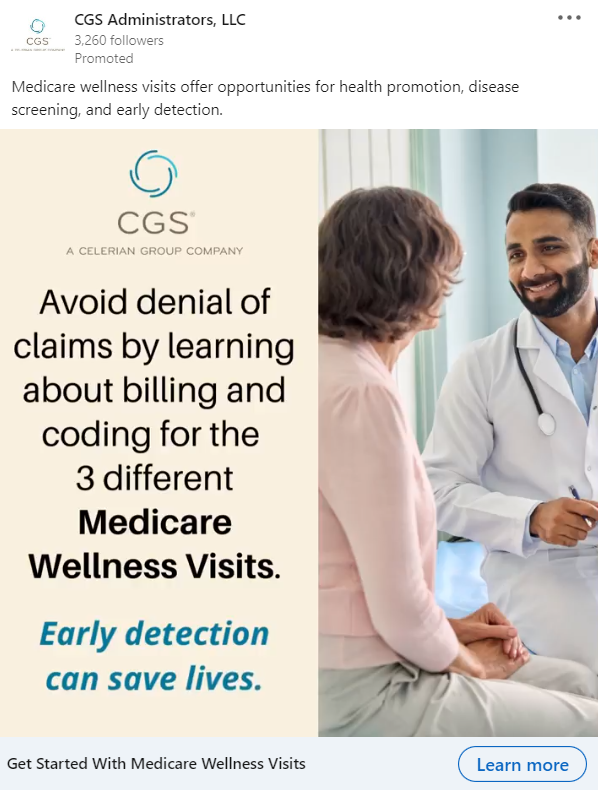 CGS Administrators, LLC
3,260 followers
Promoted
CGS
Medicare wellness visits offer opportunities for health promotion, disease
screening, and early detection.
CGS®
A CELERIAN GROUP COMPANY
Avoid denial of
claims by learning
about billing and
coding for the
3 different
Medicare
Wellness Visits.
Early detection
can save lives.
Get Started With Medicare Wellness Visits
Learn more